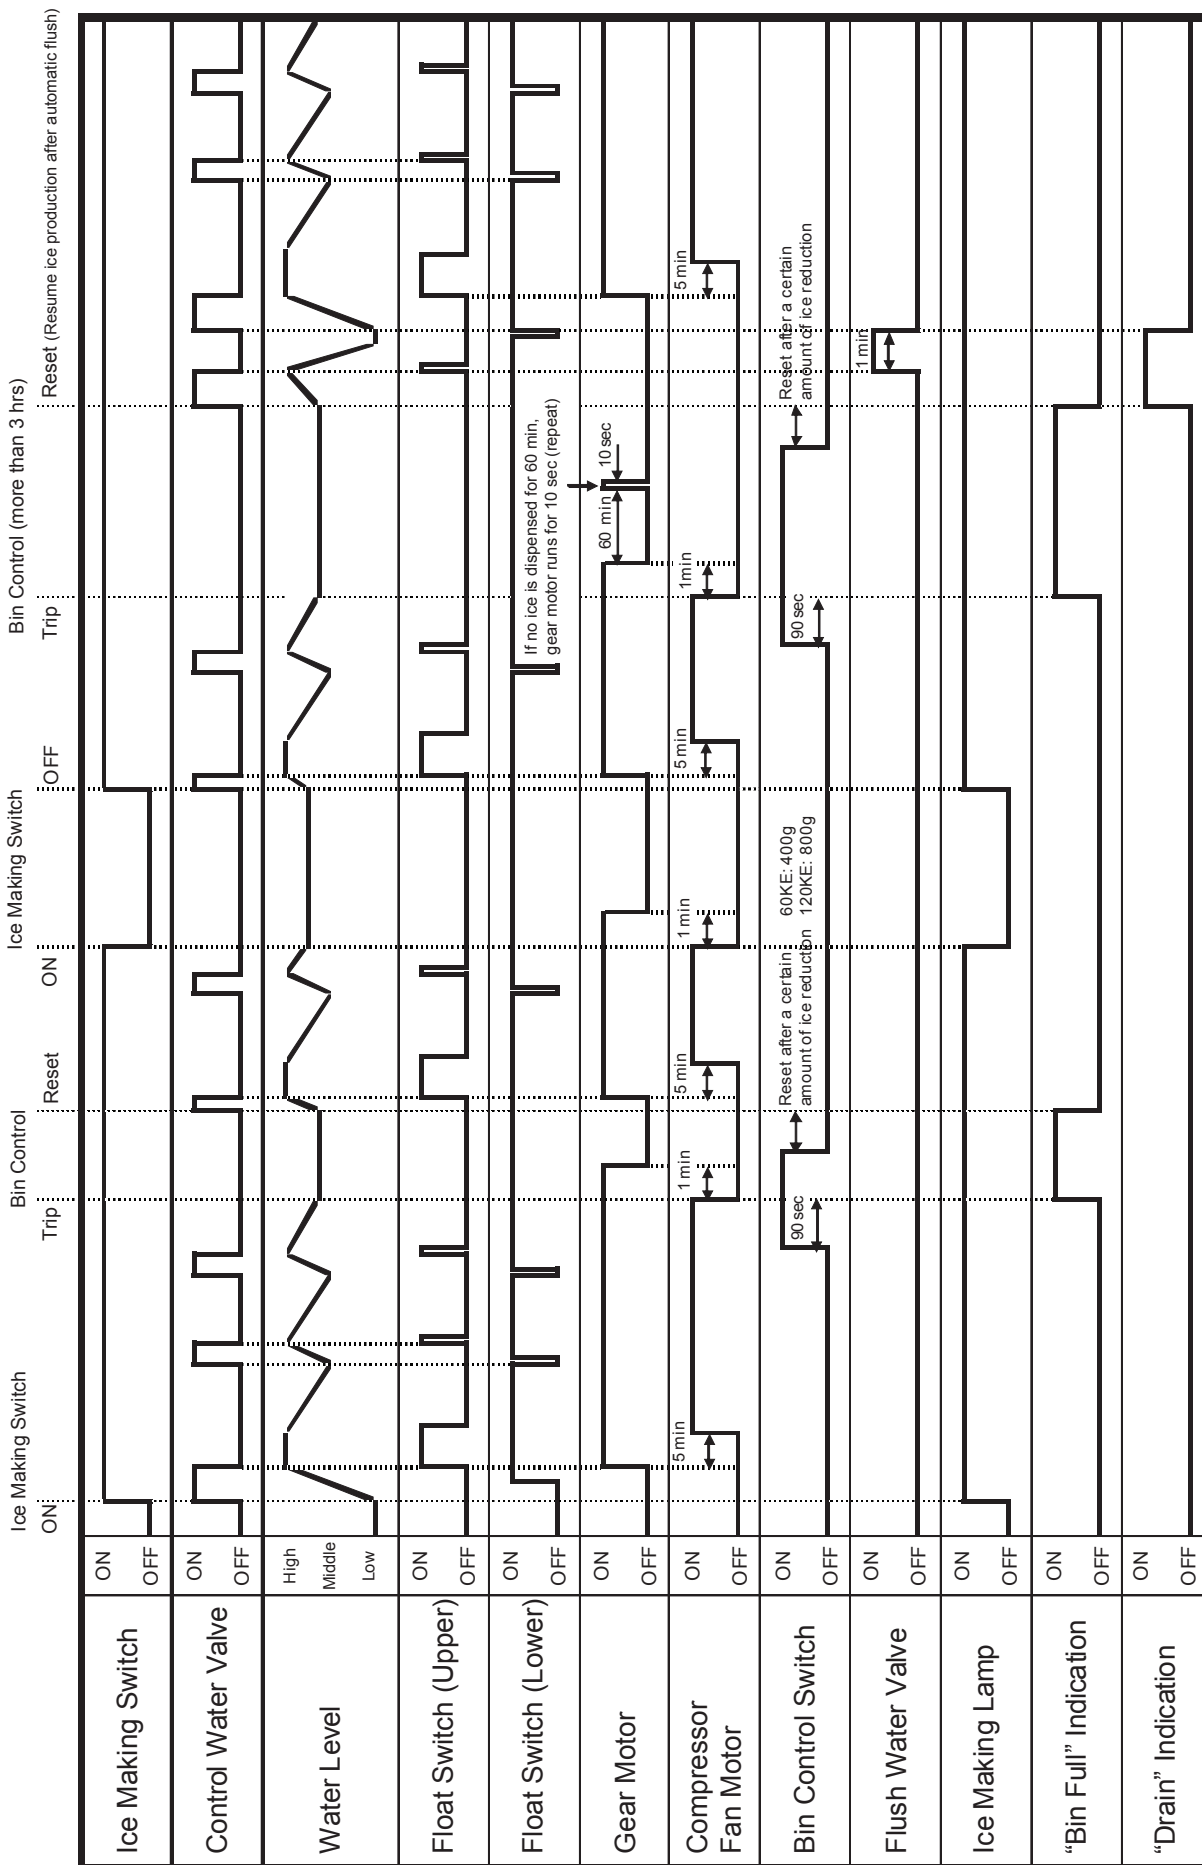 Ice Making Switch
Bin Control
Ice Making Switch
Bin Control (more than 3 hrs)
ON
Trip
Reset
ON
OFF
Trip
Reset (Resume ice production after automatic flush)
Ice Making Switch
ON
OFF
Control Water Valve
ON
OFF
Water Level
High
Middle
Low
Float Switch (Upper)
ON
OFF
Float Switch (Lower)
ON
OFF
If no ice is dispensed for 60 min,
gear motor runs for 10 sec (repeat)
Gear Motor
ON
OFF
60 min
10 sec
Compressor
Fan Motor
ON
OFF
5 min
1 min
5 min
1 min
5 min
1min
5 min
Bin Control Switch
ON
OFF
90 sec
Reset after a certain
amount of ice reduction
60KE: 400g
120KE: 800g
90 sec
Reset after a certain
amount of ice reduction
Flush Water Valve
ON
OFF
1 min
Ice Making Lamp
ON
OFF
“Bin Full” Indication
ON
OFF
“Drain” Indication
ON
OFF